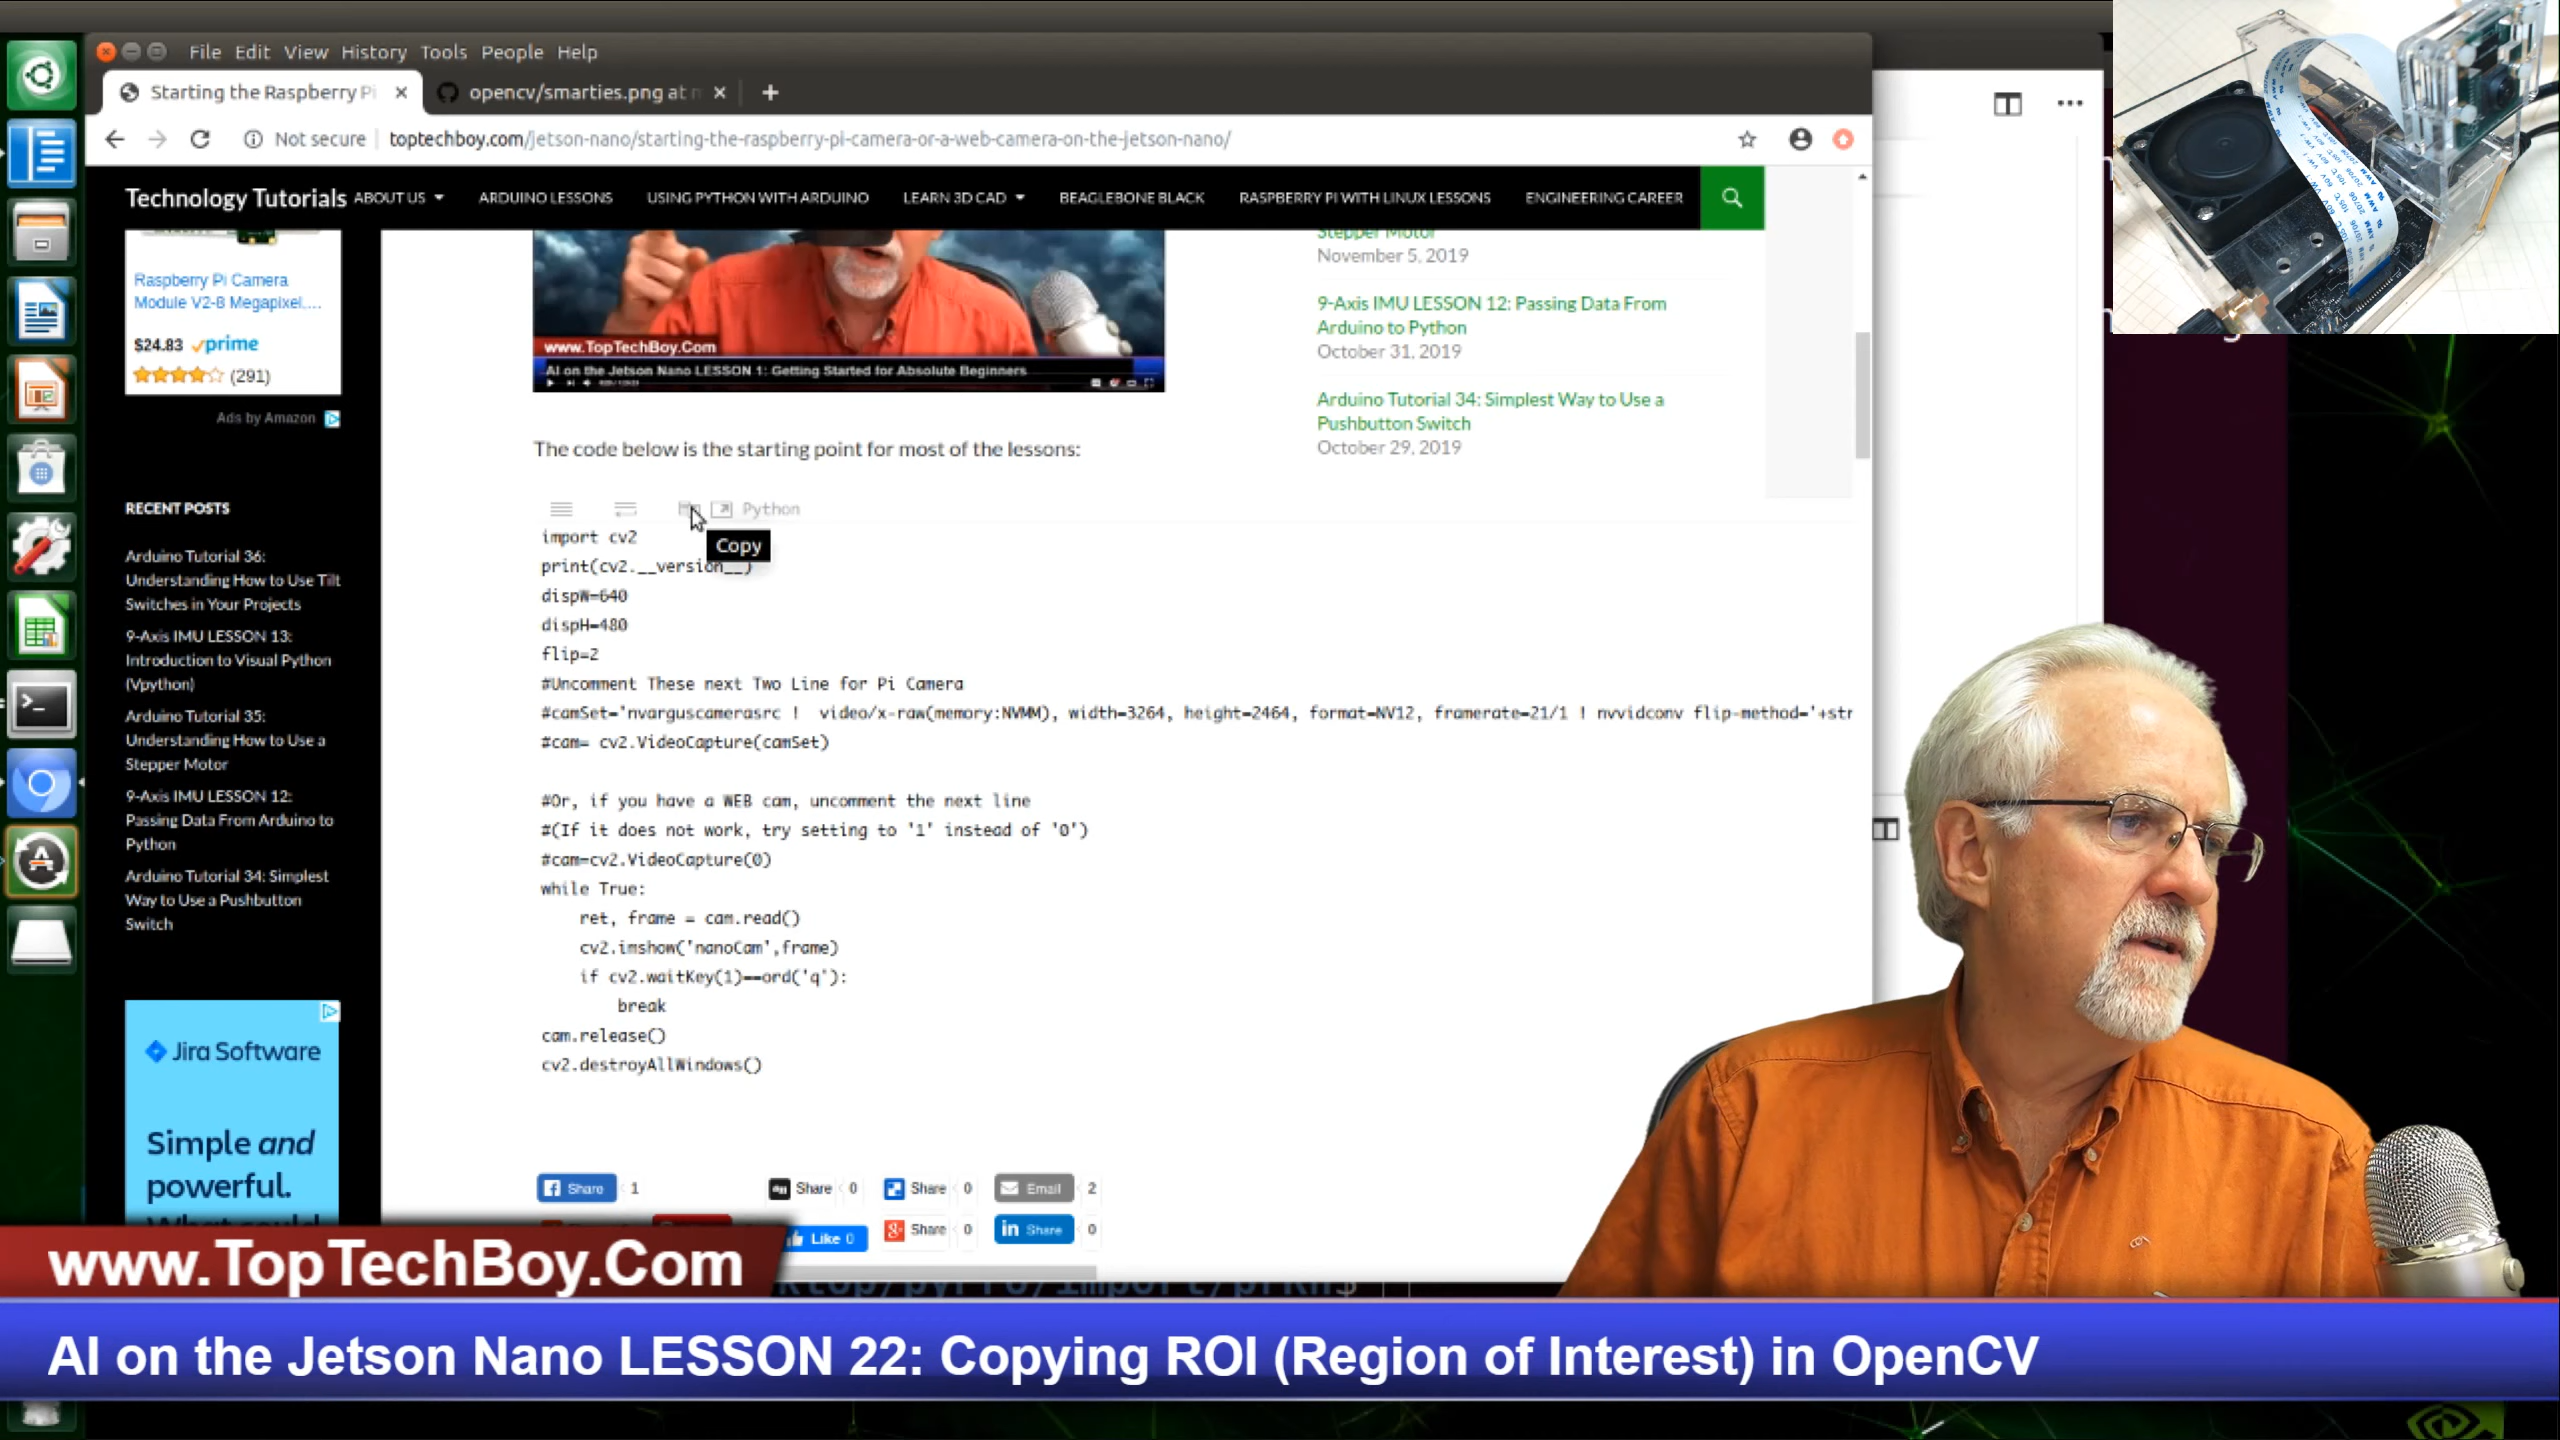 File Edit View History Tools People Help
Starting the Raspberry Pi
opencv/smarties.png at
Not secure
toptechboy.com/jetson-nano/starting-the-raspberry-pi-camera-or-a-web-camera-on-the-jetson-nano/
Technology Tutorials
ABOUT US
ARDUINO LESSONS
USING PYTHON WITH ARDUINO
LEARN 3D CAD
BEAGLEBONE BLACK
RASPBERRY PI WITH LINUX LESSONS
ENGINEERING CAREER
Raspberry Pi Camera
Module V2-8 Megapixel....
$24.83 prime
(291)
Ads by Amazon
RECENT POSTS
Arduino Tutorial 36:
Understanding How to Use Tilt
Switches in Your Projects
9-Axis IMU LESSON 13:
Introduction to Visual Python
(Vpython)
Arduino Tutorial 35:
Understanding How to Use a
Stepper Motor
9-Axis IMU LESSON 12:
Passing Data From Arduino to
Python
Arduino Tutorial 34: Simplest
Way to Use a Pushbutton
Switch
Jira Software
Simple and
powerful.
What could
www.TopTechBoy.Com
AI on the Jetson Nano LESSON 1: Getting Started for Absolute Beginners
The code below is the starting point for most of the lessons:
Python
Copy
import cv2
print(cv2.__version__)
dispW=640
dispH=480
flip=2
#Uncomment These next Two Line for Pi Camera
#camSet='nvarguscamerasrc !  video/x-raw(memory:NVMM), width=3264, height=2464, format=NV12, framerate=21/1 ! nvvidconv flip-method='+str
#cam= cv2.VideoCapture(camSet)
#Or, if you have a WEB cam, uncomment the next line
#(If it does not work, try setting to '1' instead of '0')
#cam=cv2.VideoCapture(0)
while True:
    ret, frame = cam.read()
    cv2.imshow('nanoCam',frame)
    if cv2.waitKey(1)==ord('q'):
        break
cam.release()
cv2.destroyAllWindows()
Share 1
Share 0
Share 0
Email 2
Like 0
Share 0
Share 0
Stepper Motor
November 5, 2019
9-Axis IMU LESSON 12: Passing Data From
Arduino to Python
October 31, 2019
Arduino Tutorial 34: Simplest Way to Use a
Pushbutton Switch
October 29, 2019
www.TopTechBoy.Com
AI on the Jetson Nano LESSON 22: Copying ROI (Region of Interest) in OpenCV